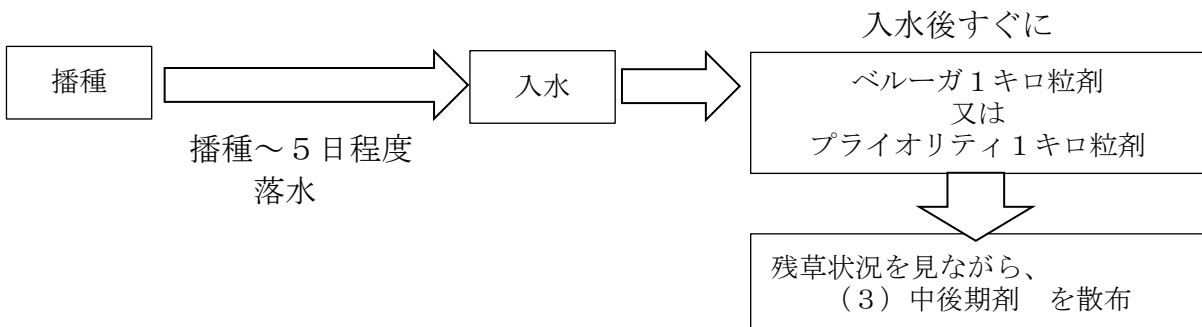 播種
播種～５日程度
落水
入水
入水後すぐに
ベルーガ１キロ粒剤
又は
プライオリティ１キロ粒剤
残草状況を見ながら、
（３）中後期剤　を散布